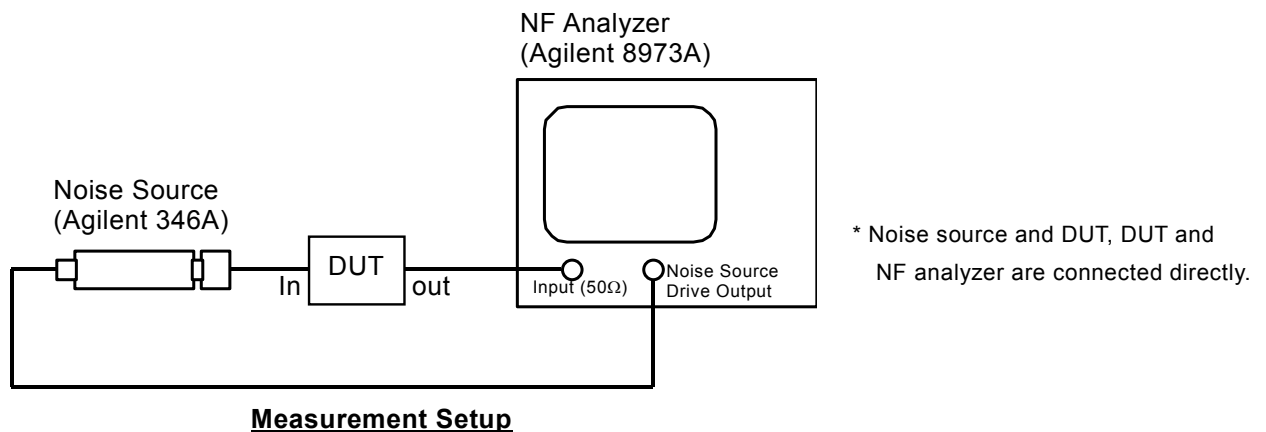 NF Analyzer
(Agilent 8973A)
Noise Source
(Agilent 346A)
DUT
In
out
Input (50Ω)
Noise Source
Drive Output
* Noise source and DUT, DUT and
NF analyzer are connected directly.
Measurement Setup